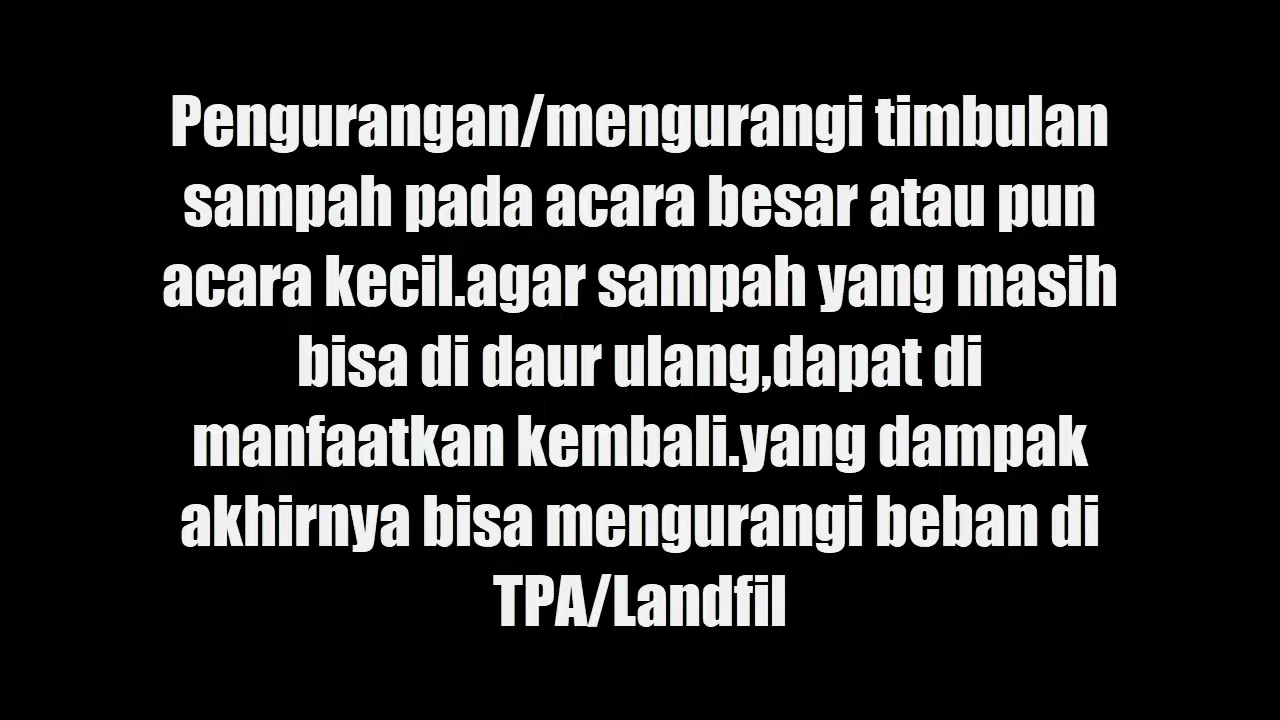 Pengurangan/mengurangi timbulan
sampah pada acara besar atau pun
acara kecil.agar sampah yang masih
bisa di daur ulang,dapat di
manfaatkan kembali.yang dampak
akhirnya bisa mengurangi beban di
TPA/Landfil